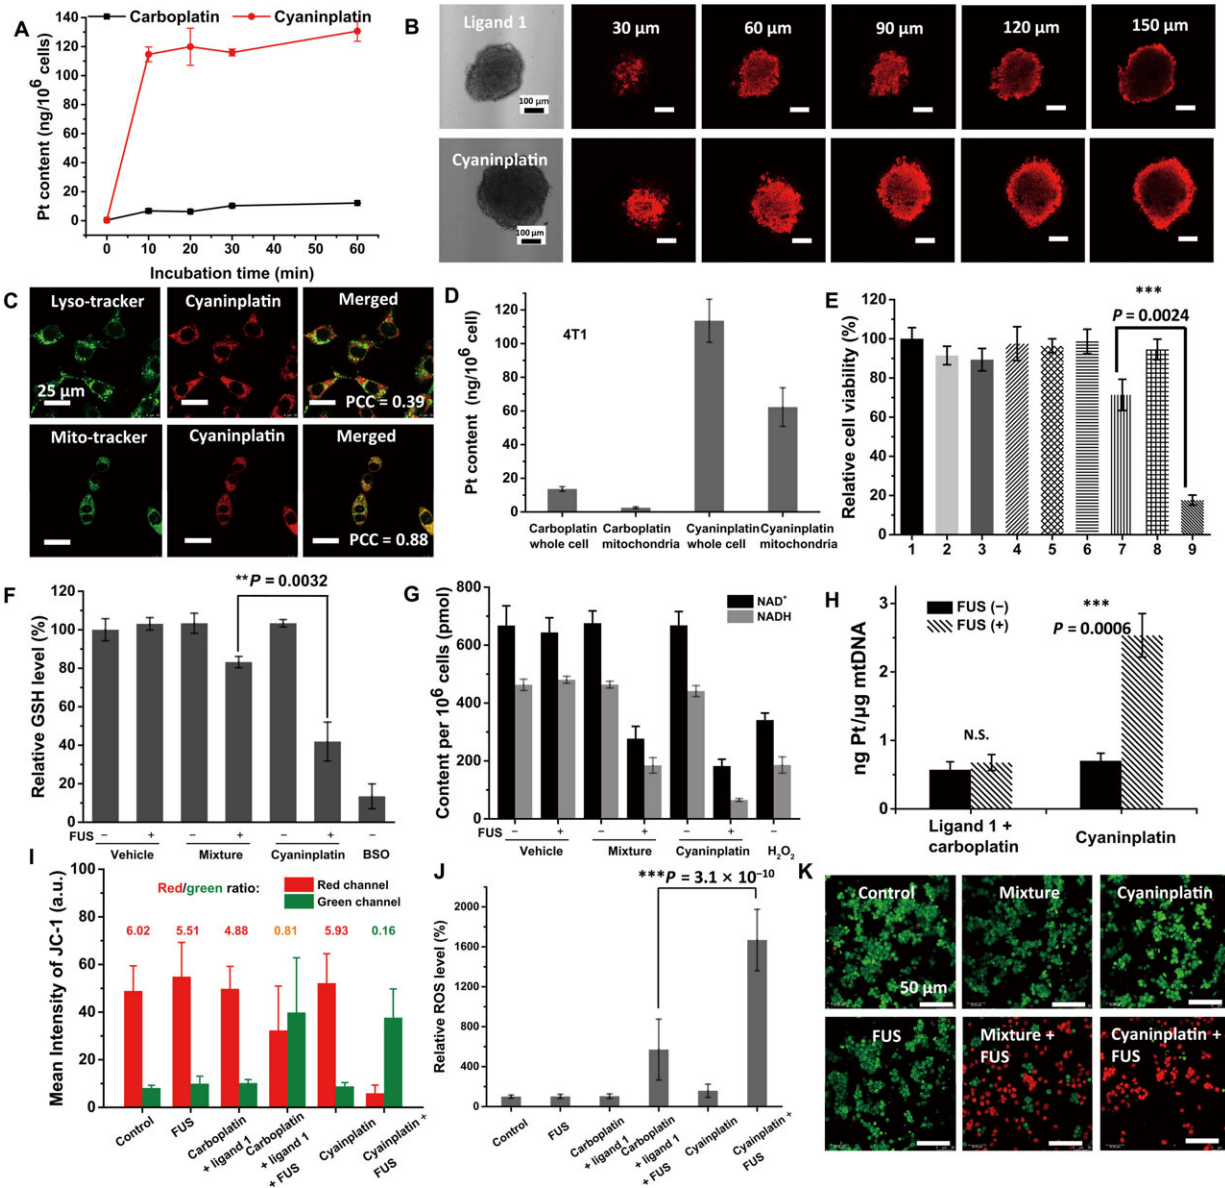 A
Carboplatin
Cyaninplatin
Pt content (ng/10⁶ cells)
140
120
100
80
60
40
20
0
0 10 20 30 40 50 60
Incubation time (min)
B
Ligand 1
30 µm
60 µm
90 µm
120 µm
150 µm
100 µm
Cyaninplatin
100 µm
C
Lyso-tracker
Cyaninplatin
Merged
25 µm
PCC = 0.39
Mito-tracker
Cyaninplatin
Merged
PCC = 0.88
D
Pt content (ng/10⁶ cell)
120
100
80
60
40
20
0
4T1
Carboplatin whole cell
Carboplatin mitochondria
Cyaninplatin whole cell
Cyaninplatin mitochondria
E
Relative cell viability (%)
120
100
80
60
40
20
0
***
P = 0.0024
1 2 3 4 5 6 7 8 9
F
Relative GSH level (%)
120
100
80
60
40
20
0
**P = 0.0032
FUS − + − + − + −
Vehicle Mixture Cyaninplatin BSO
G
Content per 10⁶ cells (pmol)
800
600
400
200
0
NAD⁺
NADH
FUS − + − + − + −
Vehicle Mixture Cyaninplatin H₂O₂
H
ng Pt/µg mtDNA
3
2
1
0
FUS (−)
FUS (+)
***
P = 0.0006
N.S.
Ligand 1 +
carboplatin
Cyaninplatin
I
Mean Intensity of JC-1 (a.u.)
100
80
60
40
20
0
Red/green ratio:
Red channel
Green channel
6.02 5.51 4.88 0.81 5.93 0.16
Control
FUS
Carboplatin
+ ligand 1
Carboplatin
+ ligand 1
+ FUS
Cyainplatin
Cyaninplatin +
FUS
J
Relative ROS level (%)
2000
1600
1200
800
400
0
***P = 3.1 × 10⁻¹⁰
Control
FUS
Carboplatin
+ ligand 1
Carboplatin
+ ligand 1
+ FUS
Cyainplatin
Cyaninplatin +
FUS
K
Control
Mixture
Cyaninplatin
50 µm
FUS
Mixture +
FUS
Cyaninplatin +
FUS